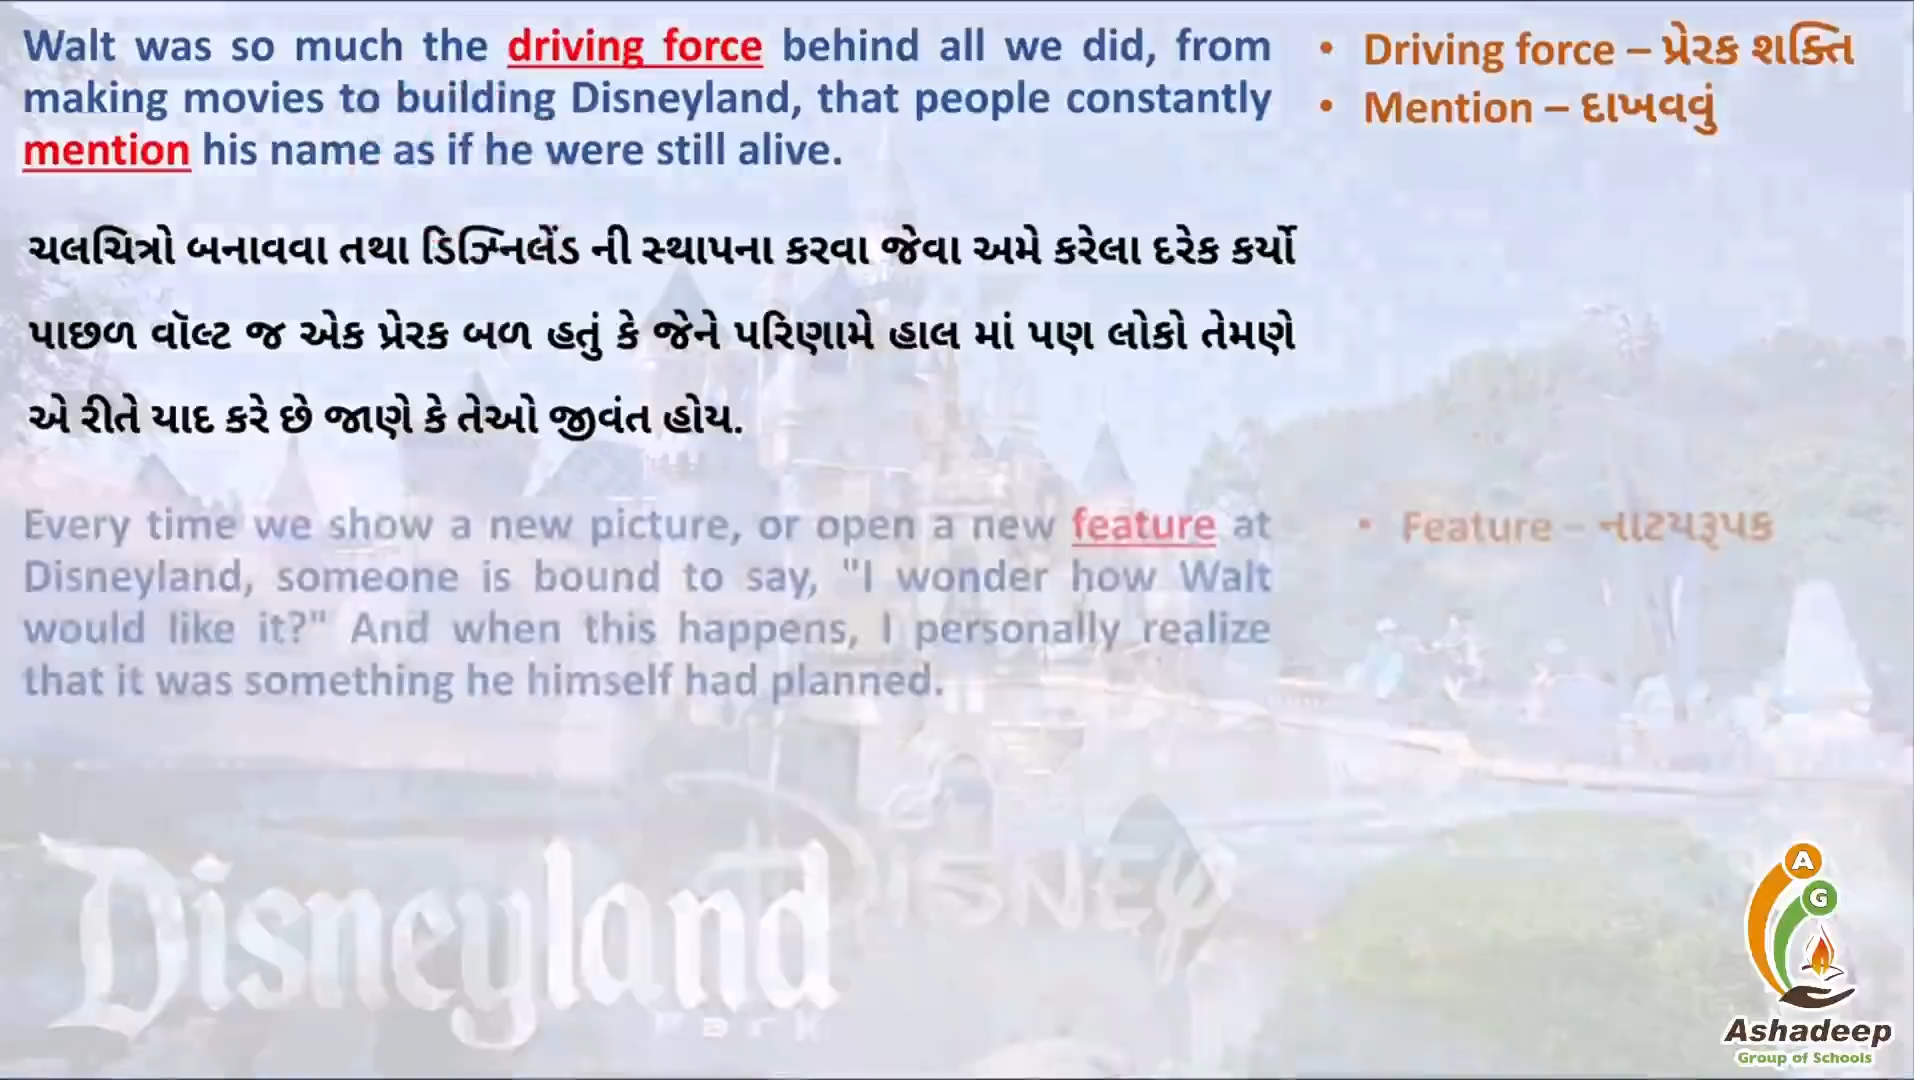 Walt was so much the driving force behind all we did, from
making movies to building Disneyland, that people constantly
mention his name as if he were still alive.
• Driving force – પ્રેરક શક્તિ
• Mention – દાખવવું
ચલચિત્રો બનાવવા તથા ડિઝ્નિલેંડ ની સ્થાપના કરવા જેવા અમે કરેલા દરેક કર્યો
પાછળ વૉલ્ટ જ એક પ્રેરક બળ હતું કે જેને પરિણામે હાલ માં પણ લોકો તેમણે
એ રીતે યાદ કરે છે જાણે કે તેઓ જીવંત હોય.
Every time we show a new picture, or open a new feature at
Disneyland, someone is bound to say, "I wonder how Walt
would like it?" And when this happens, I personally realize
that it was something he himself had planned.
• Feature – નાટયરૂપક
Disneyland
Park
DISNEY
A
G
Ashadeep
Group of Schools